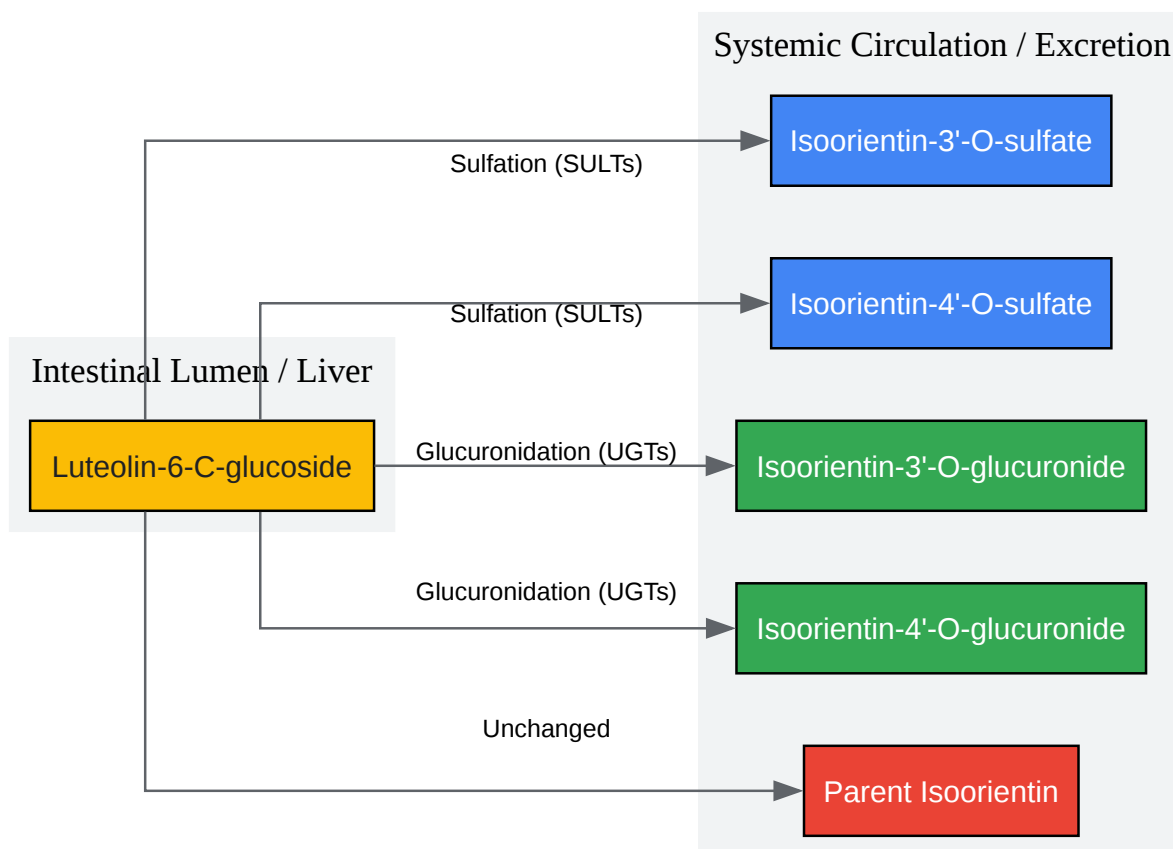 Systemic Circulation / Excretion
Isoorientin-3'-O-sulfate
Sulfation (SULTs)
Isoorientin-4'-O-sulfate
Sulfation (SULTs)
Intestinal Lumen / Liver
Luteolin-6-C-glucoside
Glucuronidation (UGTs)
Isoorientin-3'-O-glucuronide
Glucuronidation (UGTs)
Isoorientin-4'-O-glucuronide
Unchanged
Parent Isoorientin